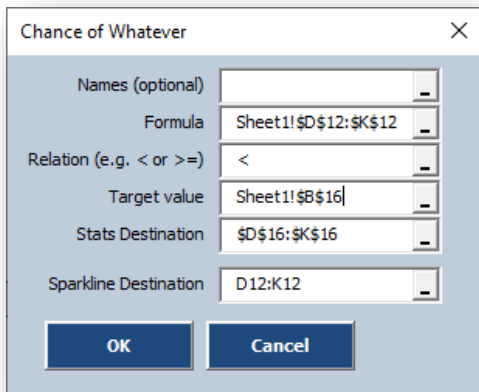 Chance of Whatever
Names (optional)
Formula Sheet1!$D$12:$K$12
Relation (e.g. < or >=) <
Target value Sheet1!$B$16
Stats Destination $D$16:$K$16
Sparkline Destination D12:K12
OK Cancel